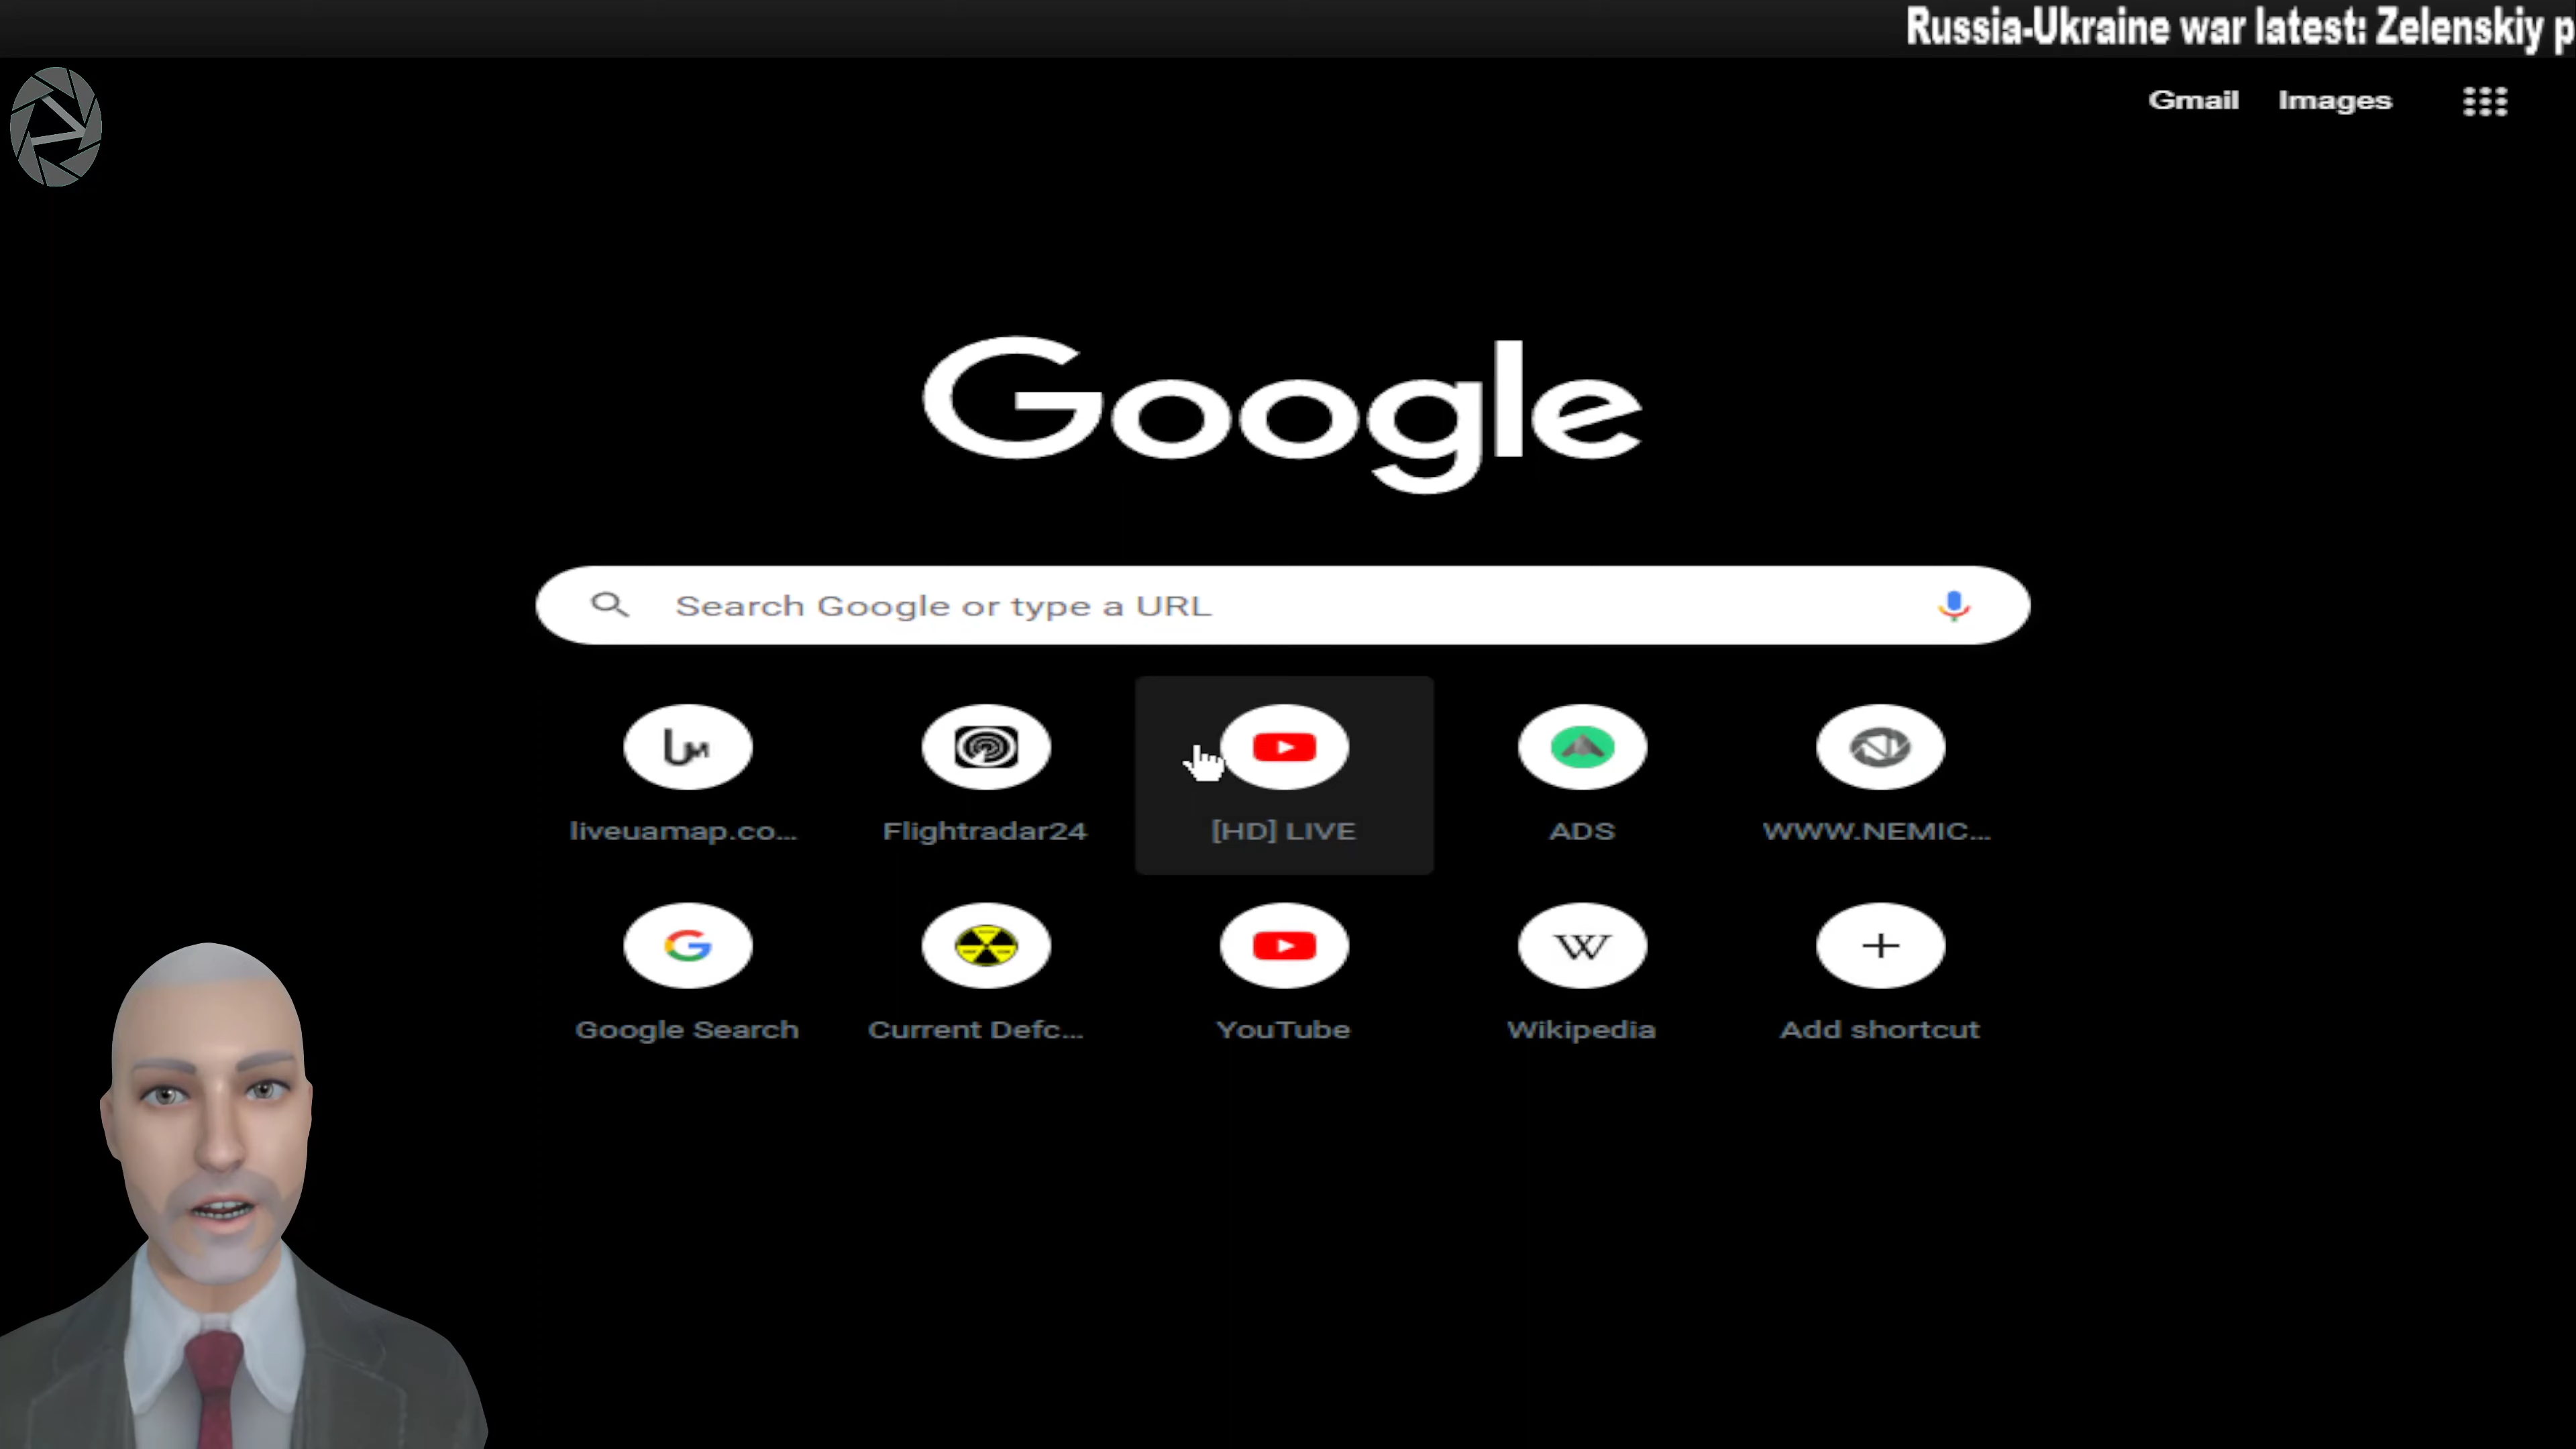 Russia-Ukraine war latest: Zelenskiy p
Gmail Images
Google
Search Google or type a URL
liveuamap.co... Flightradar24 [HD] LIVE ADS WWW.NEMIC...
Google Search Current Defc... YouTube Wikipedia Add shortcut